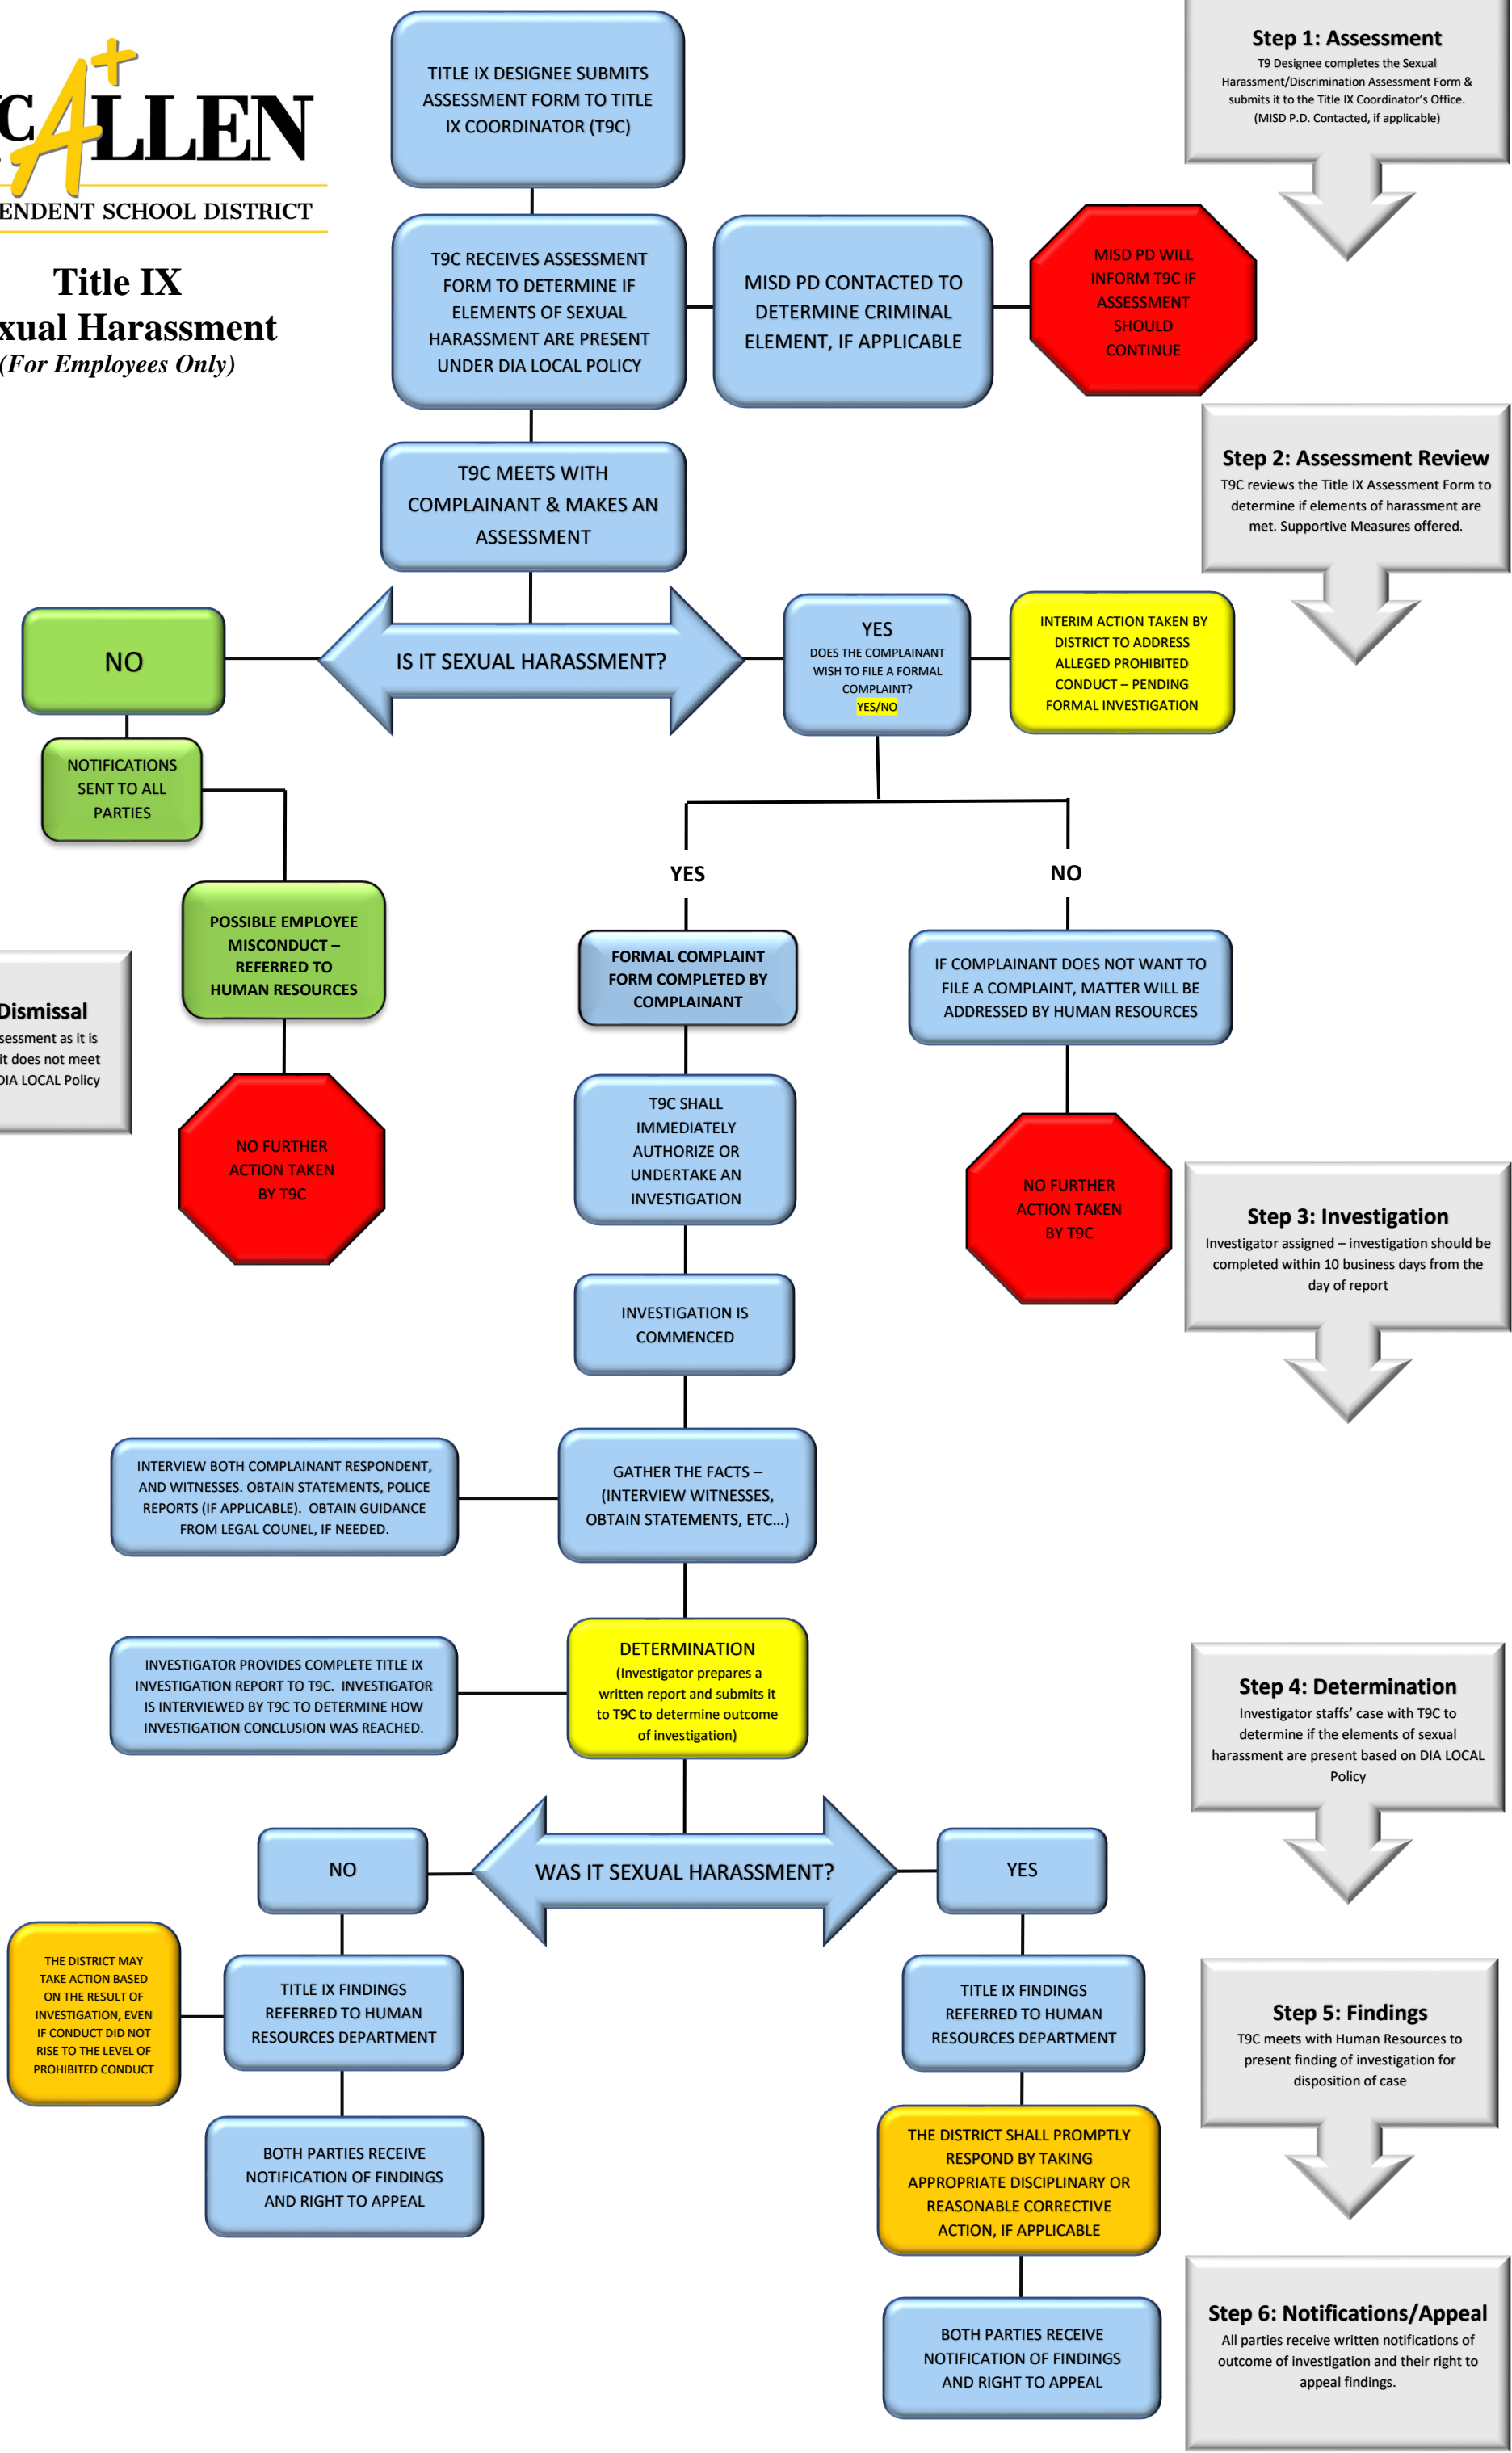 LLEN
ENDENT SCHOOL DISTRICT
Title IX
xual Harassment
(For Employees Only)
TITLE IX DESIGNEE SUBMITS
ASSESSMENT FORM TO TITLE
IX COORDINATOR (T9C)
Step 1: Assessment
T9 Designee completes the Sexual
Harassment/Discrimination Assessment Form &
submits it to the Title IX Coordinator's Office.
(MISD P.D. Contacted, if applicable)
T9C RECEIVES ASSESSMENT
FORM TO DETERMINE IF
ELEMENTS OF SEXUAL
HARASSMENT ARE PRESENT
UNDER DIA LOCAL POLICY
MISD PD CONTACTED TO
DETERMINE CRIMINAL
ELEMENT, IF APPLICABLE
MISD PD WILL
INFORM T9C IF
ASSESSMENT
SHOULD
CONTINUE
T9C MEETS WITH
COMPLAINANT & MAKES AN
ASSESSMENT
Step 2: Assessment Review
T9C reviews the Title IX Assessment Form to
determine if elements of harassment are
met. Supportive Measures offered.
NO
IS IT SEXUAL HARASSMENT?
YES
DOES THE COMPLAINANT
WISH TO FILE A FORMAL
COMPLAINT?
YES/NO
INTERIM ACTION TAKEN BY
DISTRICT TO ADDRESS
ALLEGED PROHIBITED
CONDUCT – PENDING
FORMAL INVESTIGATION
NOTIFICATIONS
SENT TO ALL
PARTIES
POSSIBLE EMPLOYEE
MISCONDUCT –
REFERRED TO
HUMAN RESOURCES
Dismissal
sessment as it is
it does not meet
DIA LOCAL Policy
NO FURTHER
ACTION TAKEN
BY T9C
YES
NO
FORMAL COMPLAINT
FORM COMPLETED BY
COMPLAINANT
IF COMPLAINANT DOES NOT WANT TO
FILE A COMPLAINT, MATTER WILL BE
ADDRESSED BY HUMAN RESOURCES
T9C SHALL
IMMEDIATELY
AUTHORIZE OR
UNDERTAKE AN
INVESTIGATION
NO FURTHER
ACTION TAKEN
BY T9C
Step 3: Investigation
Investigator assigned – investigation should be
completed within 10 business days from the
day of report
INVESTIGATION IS
COMMENCED
INTERVIEW BOTH COMPLAINANT RESPONDENT,
AND WITNESSES. OBTAIN STATEMENTS, POLICE
REPORTS (IF APPLICABLE). OBTAIN GUIDANCE
FROM LEGAL COUNEL, IF NEEDED.
GATHER THE FACTS –
(INTERVIEW WITNESSES,
OBTAIN STATEMENTS, ETC…)
INVESTIGATOR PROVIDES COMPLETE TITLE IX
INVESTIGATION REPORT TO T9C. INVESTIGATOR
IS INTERVIEWED BY T9C TO DETERMINE HOW
INVESTIGATION CONCLUSION WAS REACHED.
DETERMINATION
(Investigator prepares a
written report and submits it
to T9C to determine outcome
of investigation)
Step 4: Determination
Investigator staffs' case with T9C to
determine if the elements of sexual
harassment are present based on DIA LOCAL
Policy
NO
WAS IT SEXUAL HARASSMENT?
YES
THE DISTRICT MAY
TAKE ACTION BASED
ON THE RESULT OF
INVESTIGATION, EVEN
IF CONDUCT DID NOT
RISE TO THE LEVEL OF
PROHIBITED CONDUCT
TITLE IX FINDINGS
REFERRED TO HUMAN
RESOURCES DEPARTMENT
TITLE IX FINDINGS
REFERRED TO HUMAN
RESOURCES DEPARTMENT
Step 5: Findings
T9C meets with Human Resources to
present finding of investigation for
disposition of case
BOTH PARTIES RECEIVE
NOTIFICATION OF FINDINGS
AND RIGHT TO APPEAL
THE DISTRICT SHALL PROMPTLY
RESPOND BY TAKING
APPROPRIATE DISCIPLINARY OR
REASONABLE CORRECTIVE
ACTION, IF APPLICABLE
BOTH PARTIES RECEIVE
NOTIFICATION OF FINDINGS
AND RIGHT TO APPEAL
Step 6: Notifications/Appeal
All parties receive written notifications of
outcome of investigation and their right to
appeal findings.